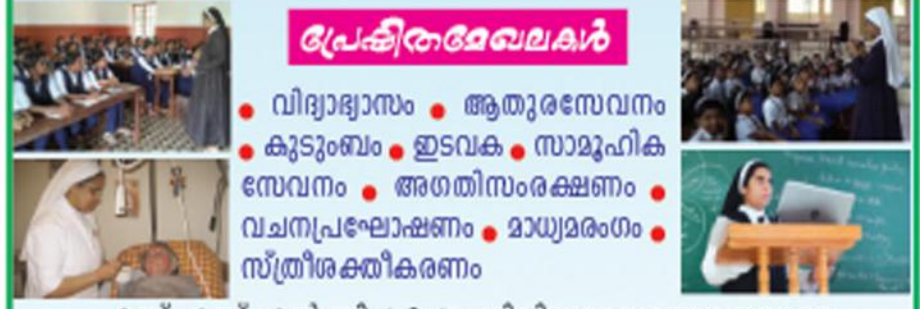 പ്രേഷിതമേഖലകൾ
• വിദ്യാഭ്യാസം • ആതുരസേവനം
• കുടുംബം • ഇടവക • സാമൂഹിക
സേവനം • അഗതിസംരക്ഷണം •
വചനപ്രഘോഷണം • മാധ്യമരംഗം •
സ്ത്രീശക്തീകരണം